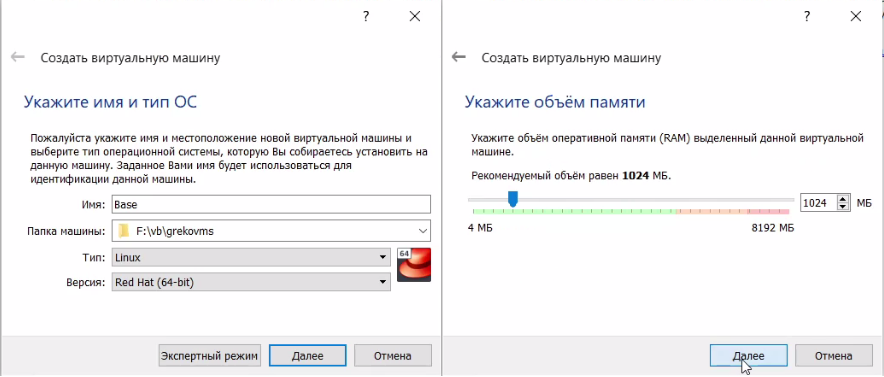 ?
Создать виртуальную машину
Укажите имя и тип ОС
Пожалуйста укажите имя и местоположение новой виртуальной машины и
выберите тип операционной системы, которую Вы собираетесь установить на
данную машину. Заданное Вами имя будет использоваться для
идентификации данной машины.
Имя: Base
Папка машины: F:\vb\grekovms
Тип: Linux
64
Версия: Red Hat (64-bit)
Экспертный режим Далее Отмена
?
Создать виртуальную машину
Укажите объём памяти
Укажите объём оперативной памяти (RAM) выделенный данной виртуальной
машине.
Рекомендуемый объём равен 1024 МБ.
1024 МБ
4 МБ 8192 МБ
Далее Отмена